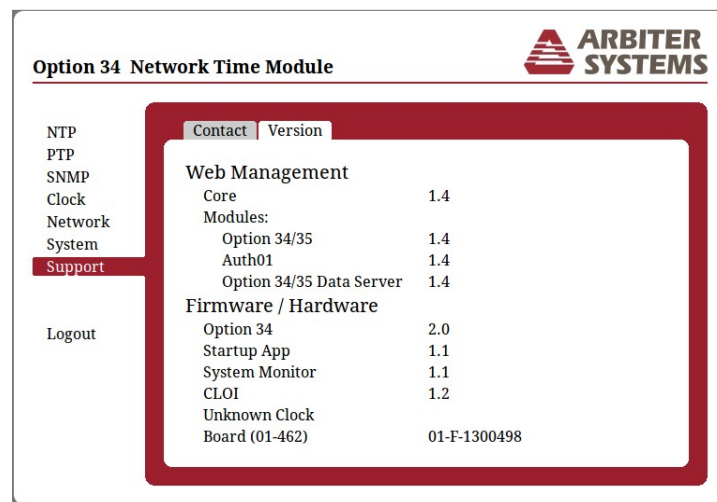 ARBITER
SYSTEMS
Option 34 Network Time Module
NTP
PTP
SNMP
Clock
Network
System
Support
Logout
Contact Version
Web Management
Core 1.4
Modules:
Option 34/35 1.4
Auth01 1.4
Option 34/35 Data Server 1.4
Firmware / Hardware
Option 34 2.0
Startup App 1.1
System Monitor 1.1
CLOI 1.2
Unknown Clock
Board (01-462) 01-F-1300498